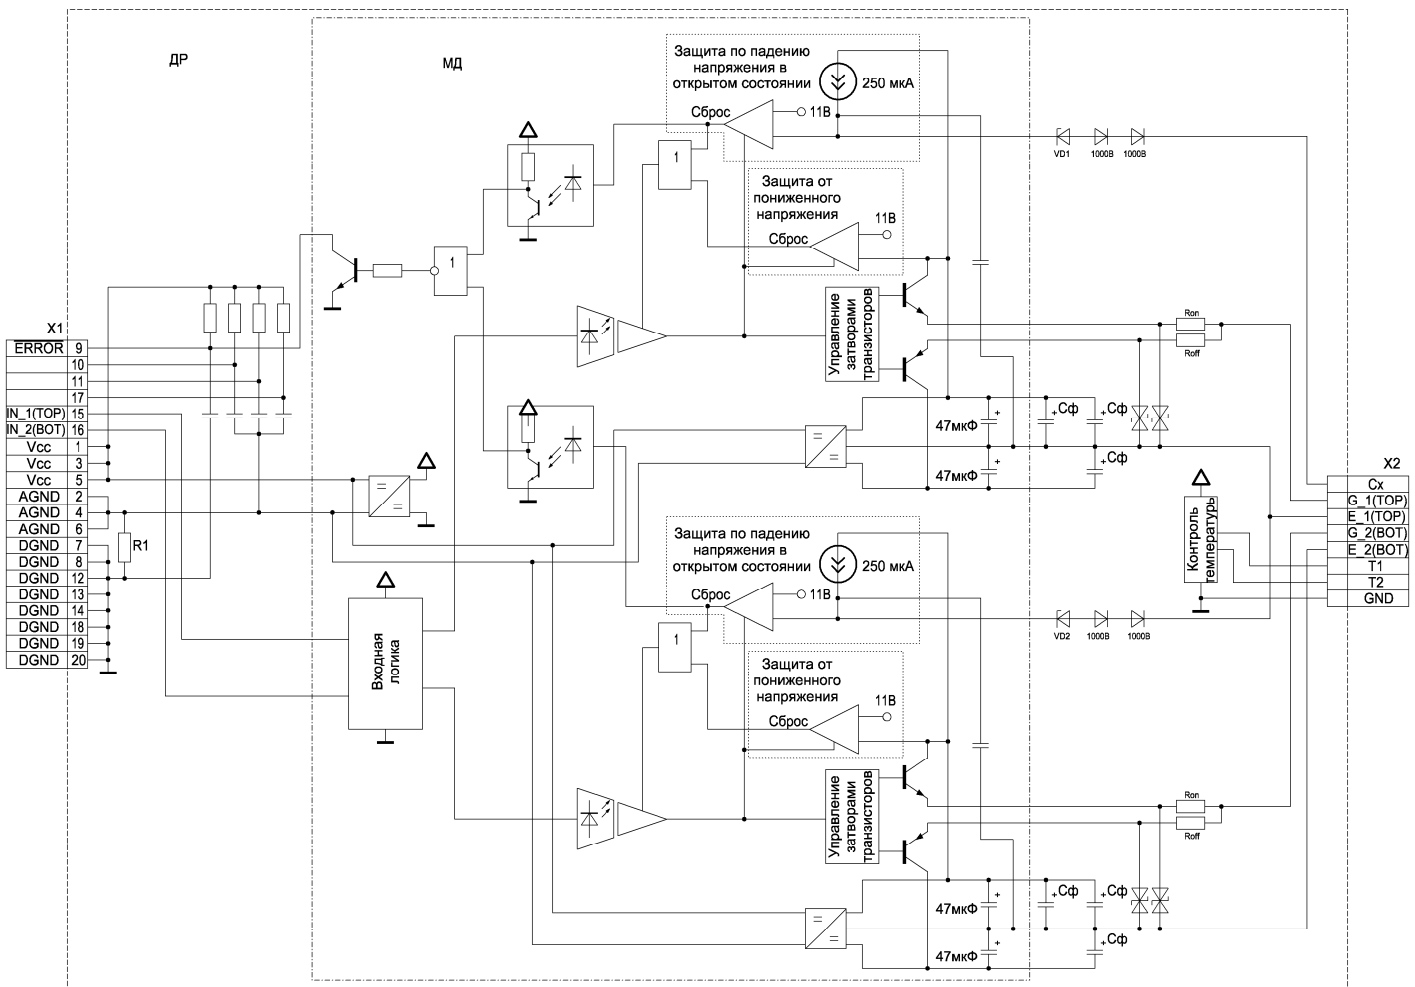 ДР
МД
Защита по падению
напряжения в
открытом состоянии
250 мкА
Сброс
11В
1
Защита от
пониженного
напряжения
11В
Сброс
VD1
1000В
1000В
1
Управление
затворами
транзисторов
Ron
Roff
47мкФ
+
+
Сф
+
Сф
47мкФ
+
+
Сф
X1
ERROR 9
10
11
17
IN_1(TOP) 15
IN_2(BOT) 16
Vcc 1
Vcc 3
Vcc 5
AGND 2
AGND 4
AGND 6
DGND 7
DGND 8
DGND 12
DGND 13
DGND 14
DGND 18
DGND 19
DGND 20
R1
Входная
логика
X2
Cx
G_1(TOP)
E_1(TOP)
G_2(BOT)
E_2(BOT)
T1
T2
GND
Контроль
температуры
Защита по падению
напряжения в
открытом состоянии
250 мкА
Сброс
11В
1
Защита от
пониженного
напряжения
11В
Сброс
VD2
1000В
1000В
Управление
затворами
транзисторов
Ron
Roff
47мкФ
+
+
Сф
+
Сф
47мкФ
+
+
Сф